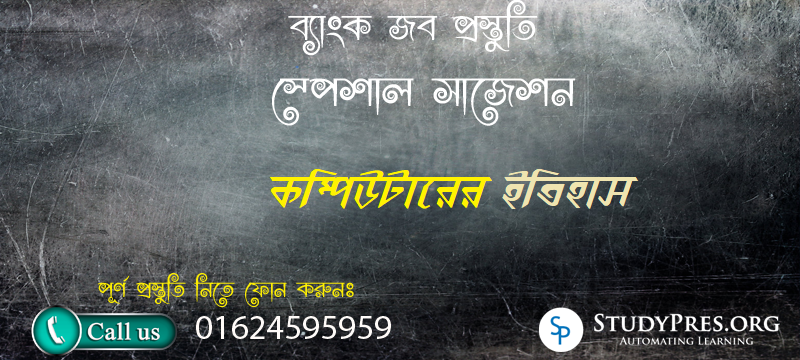 ব্যাংক জব প্রস্তুতি
স্পেশাল সাজেশন
কম্পিউটারের ইতিহাস
পূর্ণ প্রস্তুতি নিতে ফোন করুনঃ
Call us 01624595959
SP STUDYPRES.ORG
AUTOMATING LEARNING